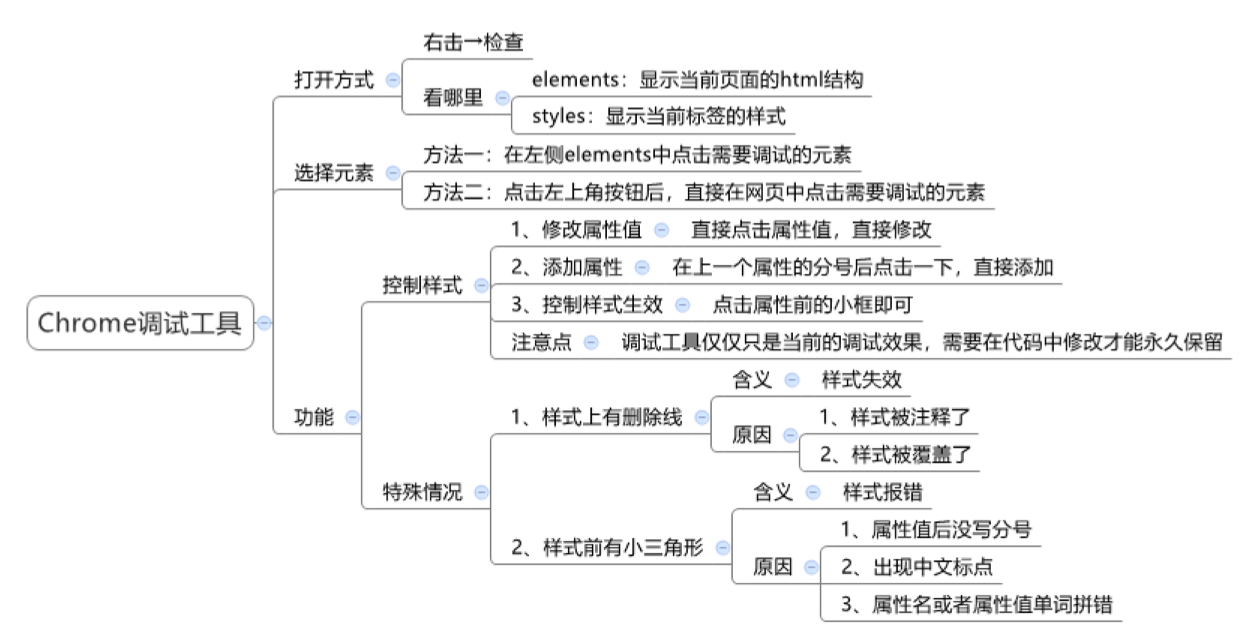 右击→检查
打开方式
elements：显示当前页面的html结构
看哪里
styles：显示当前标签的样式
方法一：在左侧elements中点击需要调试的元素
选择元素
方法二：点击左上角按钮后，直接在网页中点击需要调试的元素
1、修改属性值 直接点击属性值，直接修改
2、添加属性 在上一个属性的分号后点击一下，直接添加
控制样式
3、控制样式生效 点击属性前的小框即可
Chrome调试工具
注意点 调试工具仅仅只是当前的调试效果，需要在代码中修改才能永久保留
含义 样式失效
功能
1、样式上有删除线
1、样式被注释了
原因
2、样式被覆盖了
特殊情况
含义 样式报错
1、属性值后没写分号
2、样式前有小三角形
原因
2、出现中文标点
3、属性名或者属性值单词拼错